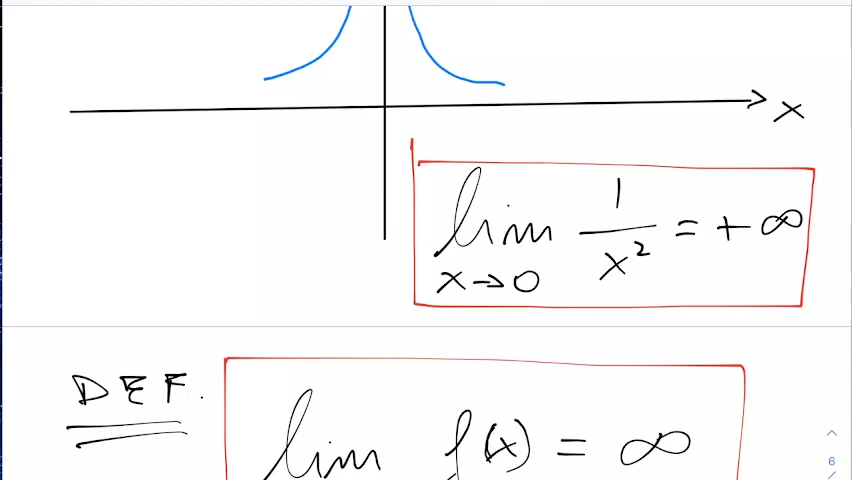 x
lim x→0 1/x² = +∞
DEF.
lim f(x) = ∞
6